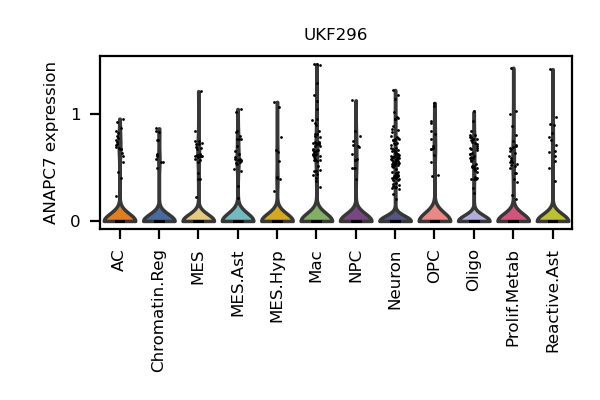 UKF296
ANAPC7 expression
1
0
AC
Chromatin.Reg
MES
MES.Ast
MES.Hyp
Mac
NPC
Neuron
OPC
Oligo
Prolif.Metab
Reactive.Ast